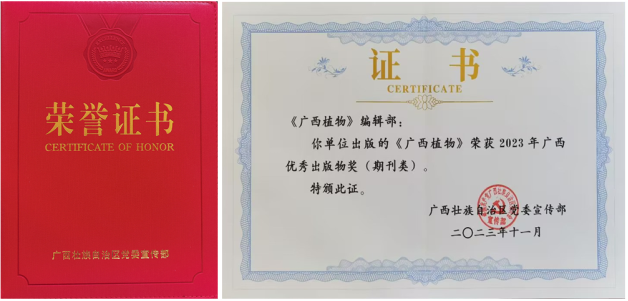 荣誉证书
CERTIFICATE OF HONOR
广西壮族自治区党委宣传部
证 书
CERTIFICATE
《广西植物》编辑部：
你单位出版的《广西植物》荣获 2023 年广西
优秀出版物奖（期刊类）。
特颁此证。
广西壮族自治区党委宣传部
二〇二三年十一月